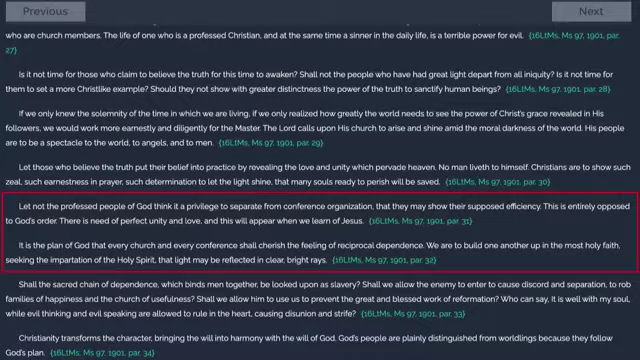 Previous
Next
who are church members. The life of one who is a professed Christian, and at the same time a sinner in the daily life, is a terrible power for evil. {16LtMs, Ms 97, 1901, par.
27}
Is it not time for those who claim to believe the truth for this time to awaken? Shall not the people who have had great light depart from all iniquity? Is it not time for
them to set a more Christlike example? Should they not show with greater distinctness the power of the truth to sanctify human beings? {16LtMs, Ms 97, 1901, par. 28}
If we only knew the solemnity of the time in which we are living, if we only realized how greatly the world needs to see the power of Christ's grace revealed in His
followers, we would work more earnestly and diligently for the Master. The Lord calls upon His church to arise and shine amid the moral darkness of the world. His people
are to be a spectacle to the world, to angels, and to men. {16LtMs, Ms 97, 1901, par. 29}
Let those who believe the truth put their belief into practice by revealing the love and unity which pervade heaven. No man liveth to himself. Christians are to show such
zeal, such earnestness in prayer, such determination to let the light shine, that many souls ready to perish will be saved. {16LtMs, Ms 97, 1901, par. 30}
Let not the professed people of God think it a privilege to separate from conference organization, that they may show their supposed efficiency. This is entirely opposed
to God's order. There is need of perfect unity and love, and this will appear when we learn of Jesus. {16LtMs, Ms 97, 1901, par. 31}
It is the plan of God that every church and every conference shall cherish the feeling of reciprocal dependence. We are to build one another up in the most holy faith,
seeking the impartation of the Holy Spirit, that light may be reflected in clear, bright rays. {16LtMs, Ms 97, 1901, par. 32}
Shall the sacred chain of dependence, which binds men together, be looked upon as slavery? Shall we allow the enemy to enter to cause discord and separation, to rob
families of happiness and the church of usefulness? Shall we allow him to use us to prevent the great and blessed work of reformation? Who can say, It is well with my soul,
while evil thinking and evil speaking are allowed to rule in the heart, causing disunion and strife? {16LtMs, Ms 97, 1901, par. 33}
Christianity transforms the character, bringing the will into harmony with the will of God. God's people are plainly distinguished from worldlings because they follow
God's plan. {16LtMs, Ms 97, 1901, par. 34}